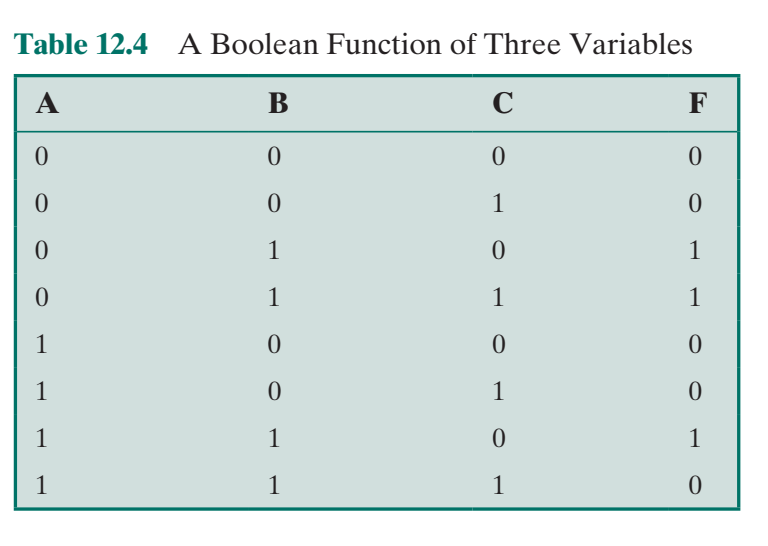 Table 12.4 A Boolean Function of Three Variables
A B C F
0 0 0 0
0 0 1 0
0 1 0 1
0 1 1 1
1 0 0 0
1 0 1 0
1 1 0 1
1 1 1 0